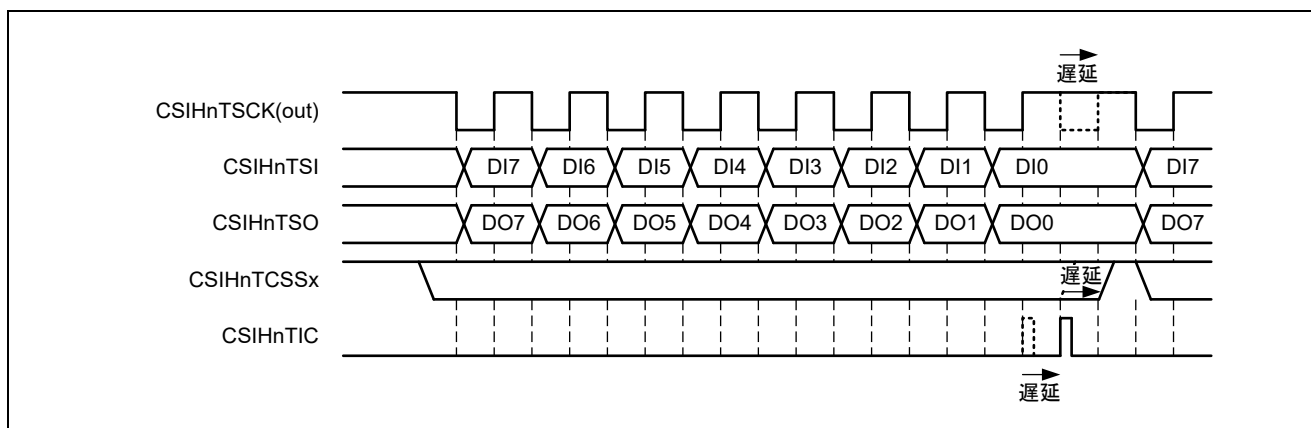 遅延
CSIHnTSCK(out)
CSIHnTSI DI7 DI6 DI5 DI4 DI3 DI2 DI1 DI0 DI7
CSIHnTSO DO7 DO6 DO5 DO4 DO3 DO2 DO1 DO0 DO7
CSIHnTCSSx 遅延
CSIHnTIC
遅延